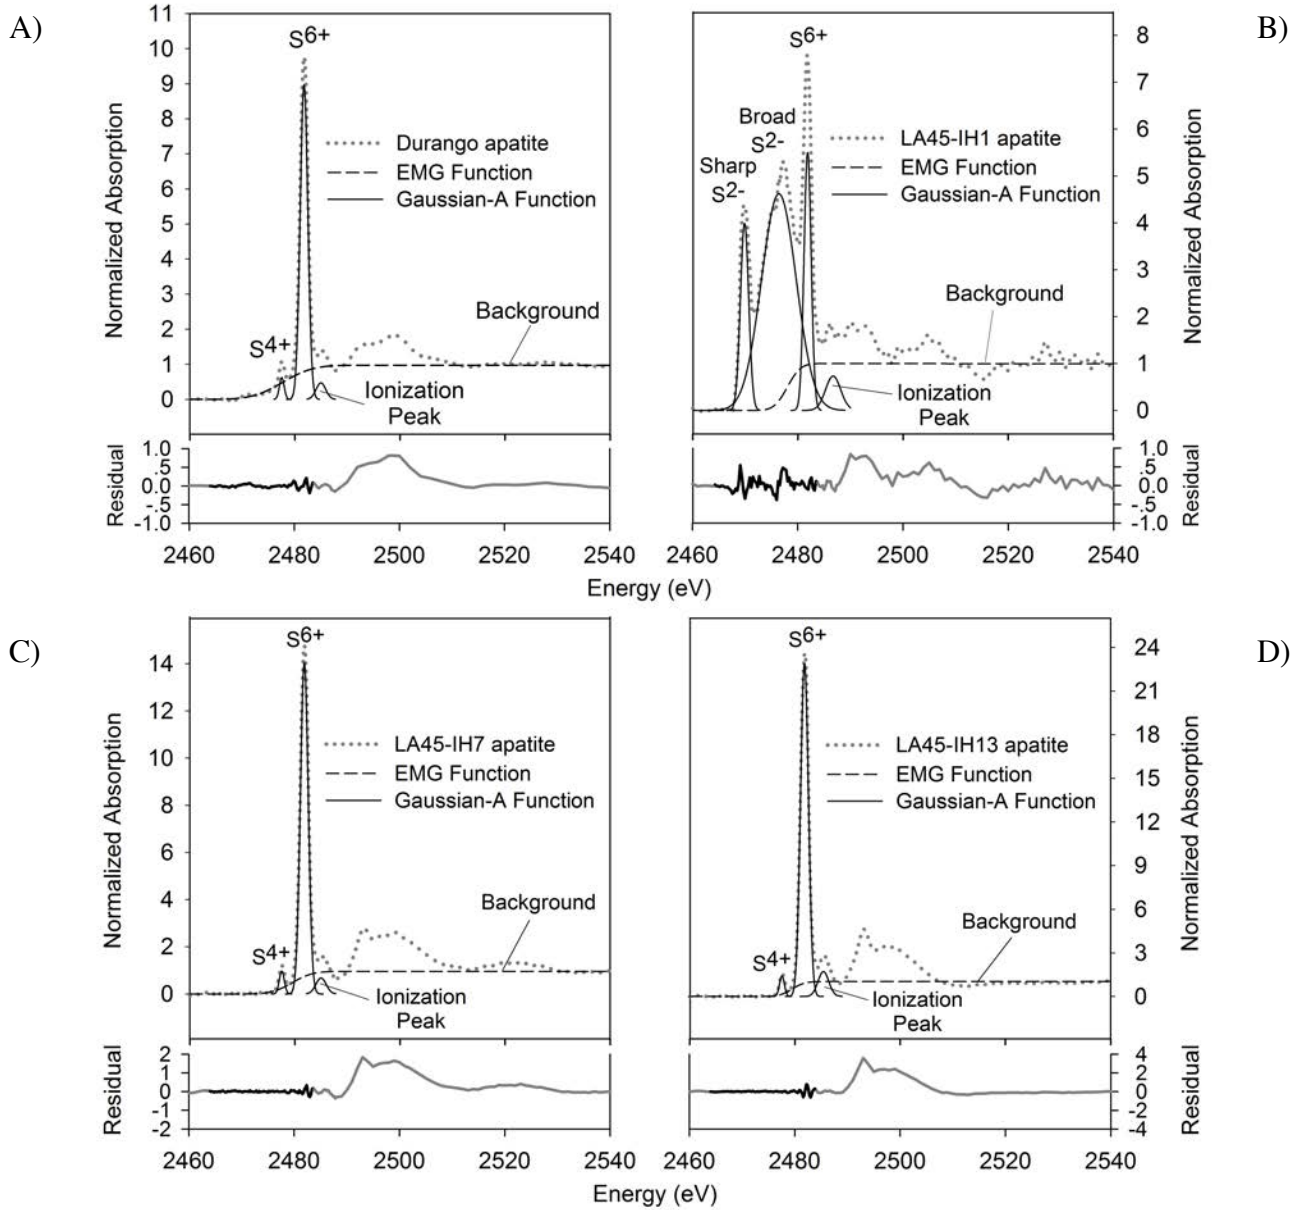 A)
11
10
9
8
7
6
5
4
3
2
1
0
Normalized Absorption
S6+
Durango apatite
EMG Function
Gaussian-A Function
Background
S4+
Ionization
Peak
1.0
.5
0.0
-.5
-1.0
Residual
2460 2480 2500 2520 2540
B)
8
7
6
5
4
3
2
1
0
Normalized Absorption
S6+
Broad
S2-
Sharp
S2-
LA45-IH1 apatite
EMG Function
Gaussian-A Function
Background
Ionization
Peak
1.0
.5
0.0
-.5
-1.0
Residual
2460 2480 2500 2520 2540
Energy (eV)
C)
14
12
10
8
6
4
2
0
Normalized Absorption
S6+
LA45-IH7 apatite
EMG Function
Gaussian-A Function
Background
S4+
Ionization
Peak
2
1
0
-1
-2
Residual
2460 2480 2500 2520 2540
D)
24
21
18
15
12
9
6
3
0
Normalized Absorption
S6+
LA45-IH13 apatite
EMG Function
Gaussian-A Function
Background
S4+
Ionization
Peak
4
2
0
-2
-4
Residual
2460 2480 2500 2520 2540
Energy (eV)